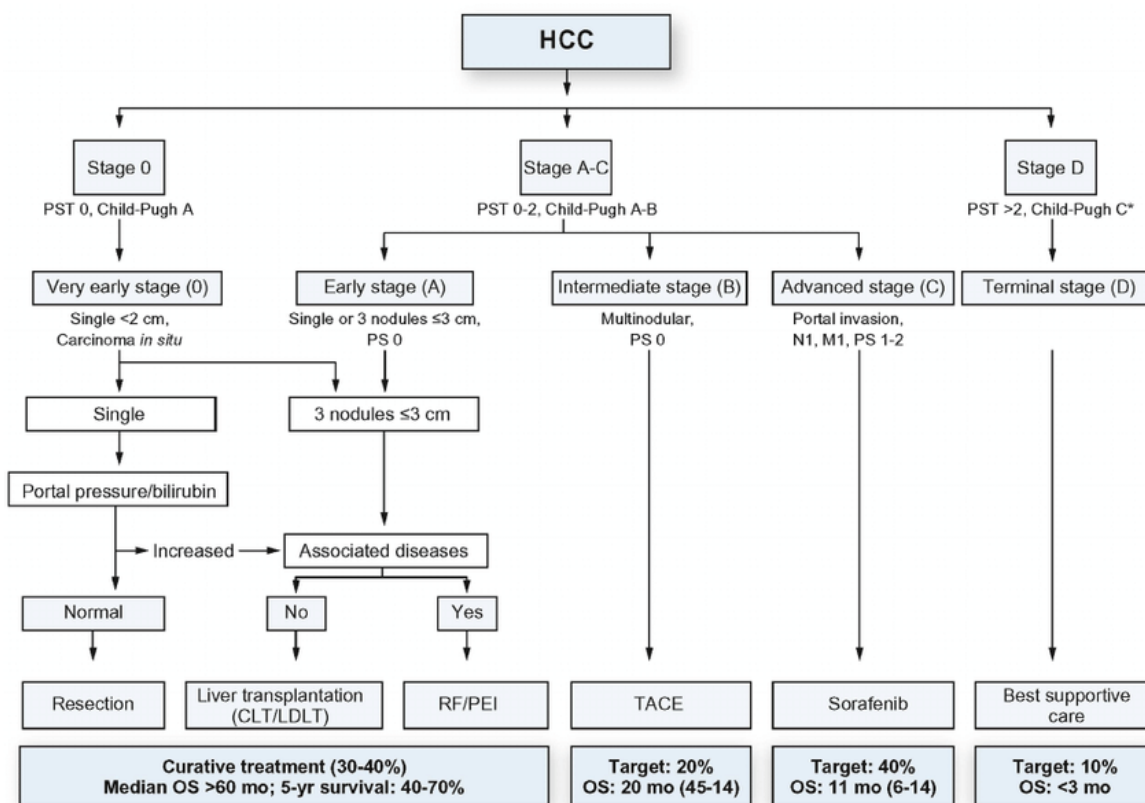 HCC
Stage 0
Stage A-C
Stage D
PST 0, Child-Pugh A
PST 0-2, Child-Pugh A-B
PST >2, Child-Pugh C*
Very early stage (0)
Early stage (A)
Intermediate stage (B)
Advanced stage (C)
Terminal stage (D)
Single <2 cm,
Carcinoma in situ
Single or 3 nodules ≤3 cm,
PS 0
Multinodular,
PS 0
Portal invasion,
N1, M1, PS 1-2
Single
3 nodules ≤3 cm
Portal pressure/bilirubin
Increased
Associated diseases
Normal
No
Yes
Resection
Liver transplantation
(CLT/LDLT)
RF/PEI
TACE
Sorafenib
Best supportive
care
Curative treatment (30-40%)
Median OS >60 mo; 5-yr survival: 40-70%
Target: 20%
OS: 20 mo (45-14)
Target: 40%
OS: 11 mo (6-14)
Target: 10%
OS: <3 mo